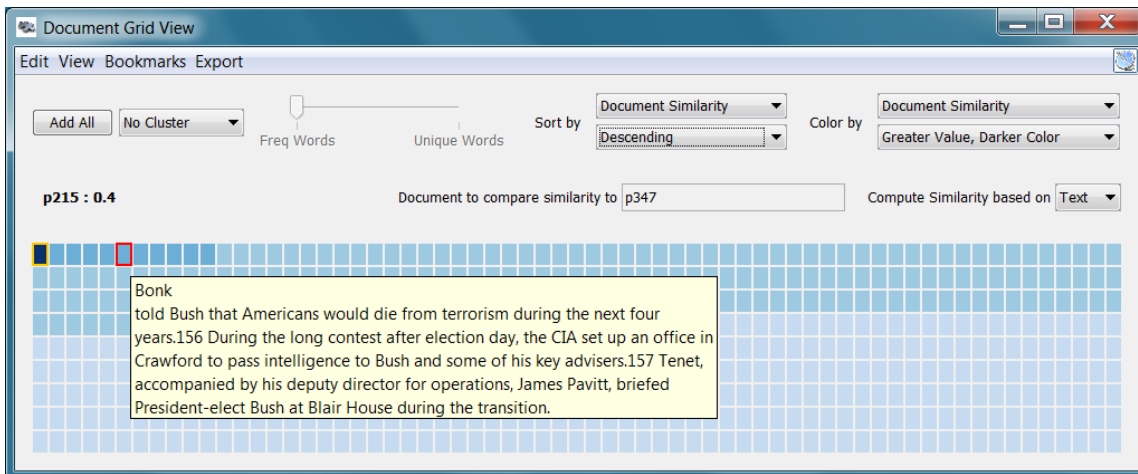 Document Grid View
Edit View Bookmarks Export
Add All
No Cluster
Freq Words
Unique Words
Sort by
Document Similarity
Descending
Color by
Document Similarity
Greater Value, Darker Color
p215 : 0.4
Document to compare similarity to
p347
Compute Similarity based on
Text
Bonk
told Bush that Americans would die from terrorism during the next four
years.156 During the long contest after election day, the CIA set up an office in
Crawford to pass intelligence to Bush and some of his key advisers.157 Tenet,
accompanied by his deputy director for operations, James Pavitt, briefed
President-elect Bush at Blair House during the transition.